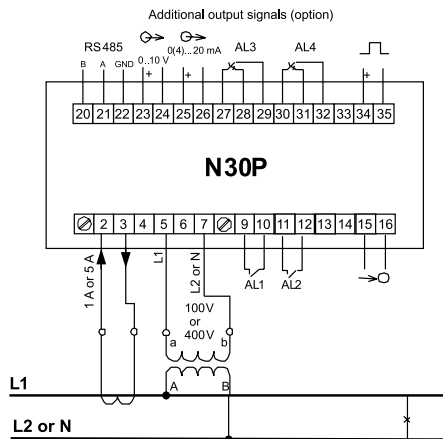 Additional output signals (option)
RS 485
0(4)...20 mA
AL3
AL4
B A GND
0..10 V
+ + +
20 21 22 23 24 25 26 27 28 29 30 31 32 33 34 35
N30P
2 3 4 5 6 7 9 10 11 12 13 14 15 16
1 A or 5 A
L1
L2 or N
AL1
AL2
100V
or
400V
a b
A B
L1
L2 or N